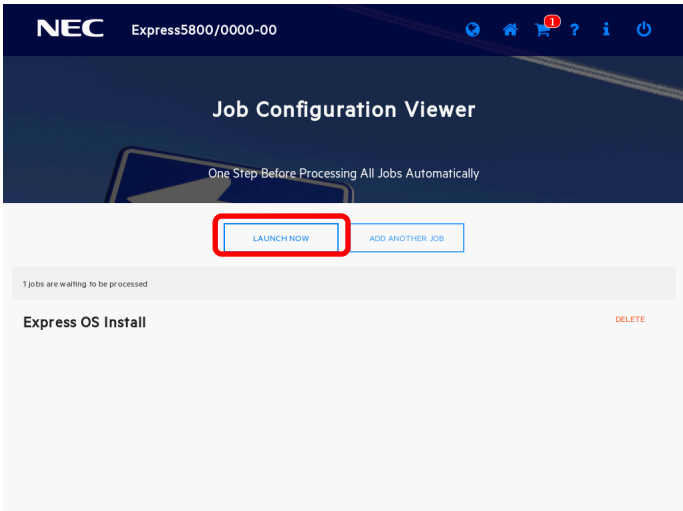 NEC
Express5800/0000-00
1
?
i
Job Configuration Viewer
One Step Before Processing All Jobs Automatically
LAUNCH NOW
ADD ANOTHER JOB
1 jobs are waiting to be processed
Express OS Install
DELETE